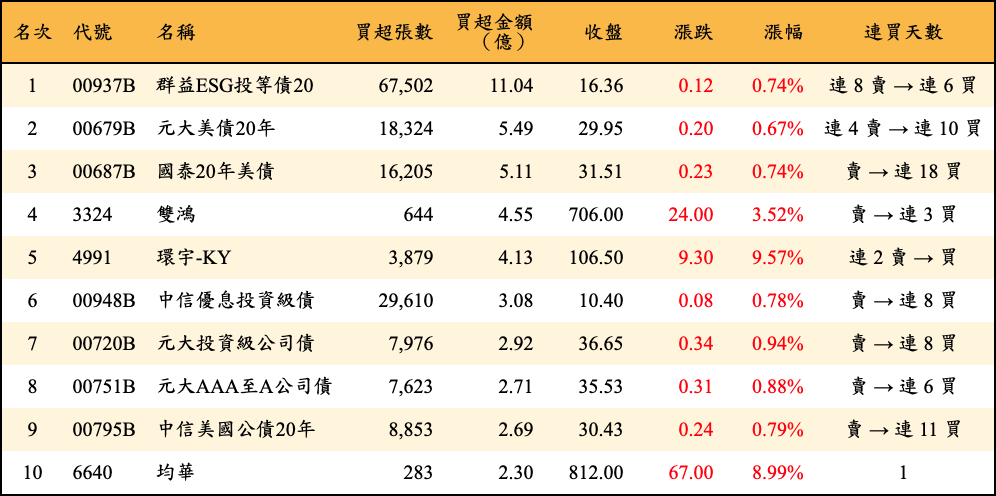 名次 代號 名稱 買超張數 買超金額（億） 收盤 漲跌 漲幅 連買天數
1 00937B 群益ESG投等債20 67,502 11.04 16.36 0.12 0.74% 連 8 賣 → 連 6 買
2 00679B 元大美債20年 18,324 5.49 29.95 0.20 0.67% 連 4 賣 → 連 10 買
3 00687B 國泰20年美債 16,205 5.11 31.51 0.23 0.74% 賣 → 連 18 買
4 3324 雙鴻 644 4.55 706.00 24.00 3.52% 賣 → 連 3 買
5 4991 環宇-KY 3,879 4.13 106.50 9.30 9.57% 連 2 賣 → 買
6 00948B 中信優息投資級債 29,610 3.08 10.40 0.08 0.78% 賣 → 連 8 買
7 00720B 元大投資級公司債 7,976 2.92 36.65 0.34 0.94% 賣 → 連 8 買
8 00751B 元大AAA至A公司債 7,623 2.71 35.53 0.31 0.88% 賣 → 連 6 買
9 00795B 中信美國公債20年 8,853 2.69 30.43 0.24 0.79% 賣 → 連 11 買
10 6640 均華 283 2.30 812.00 67.00 8.99% 1